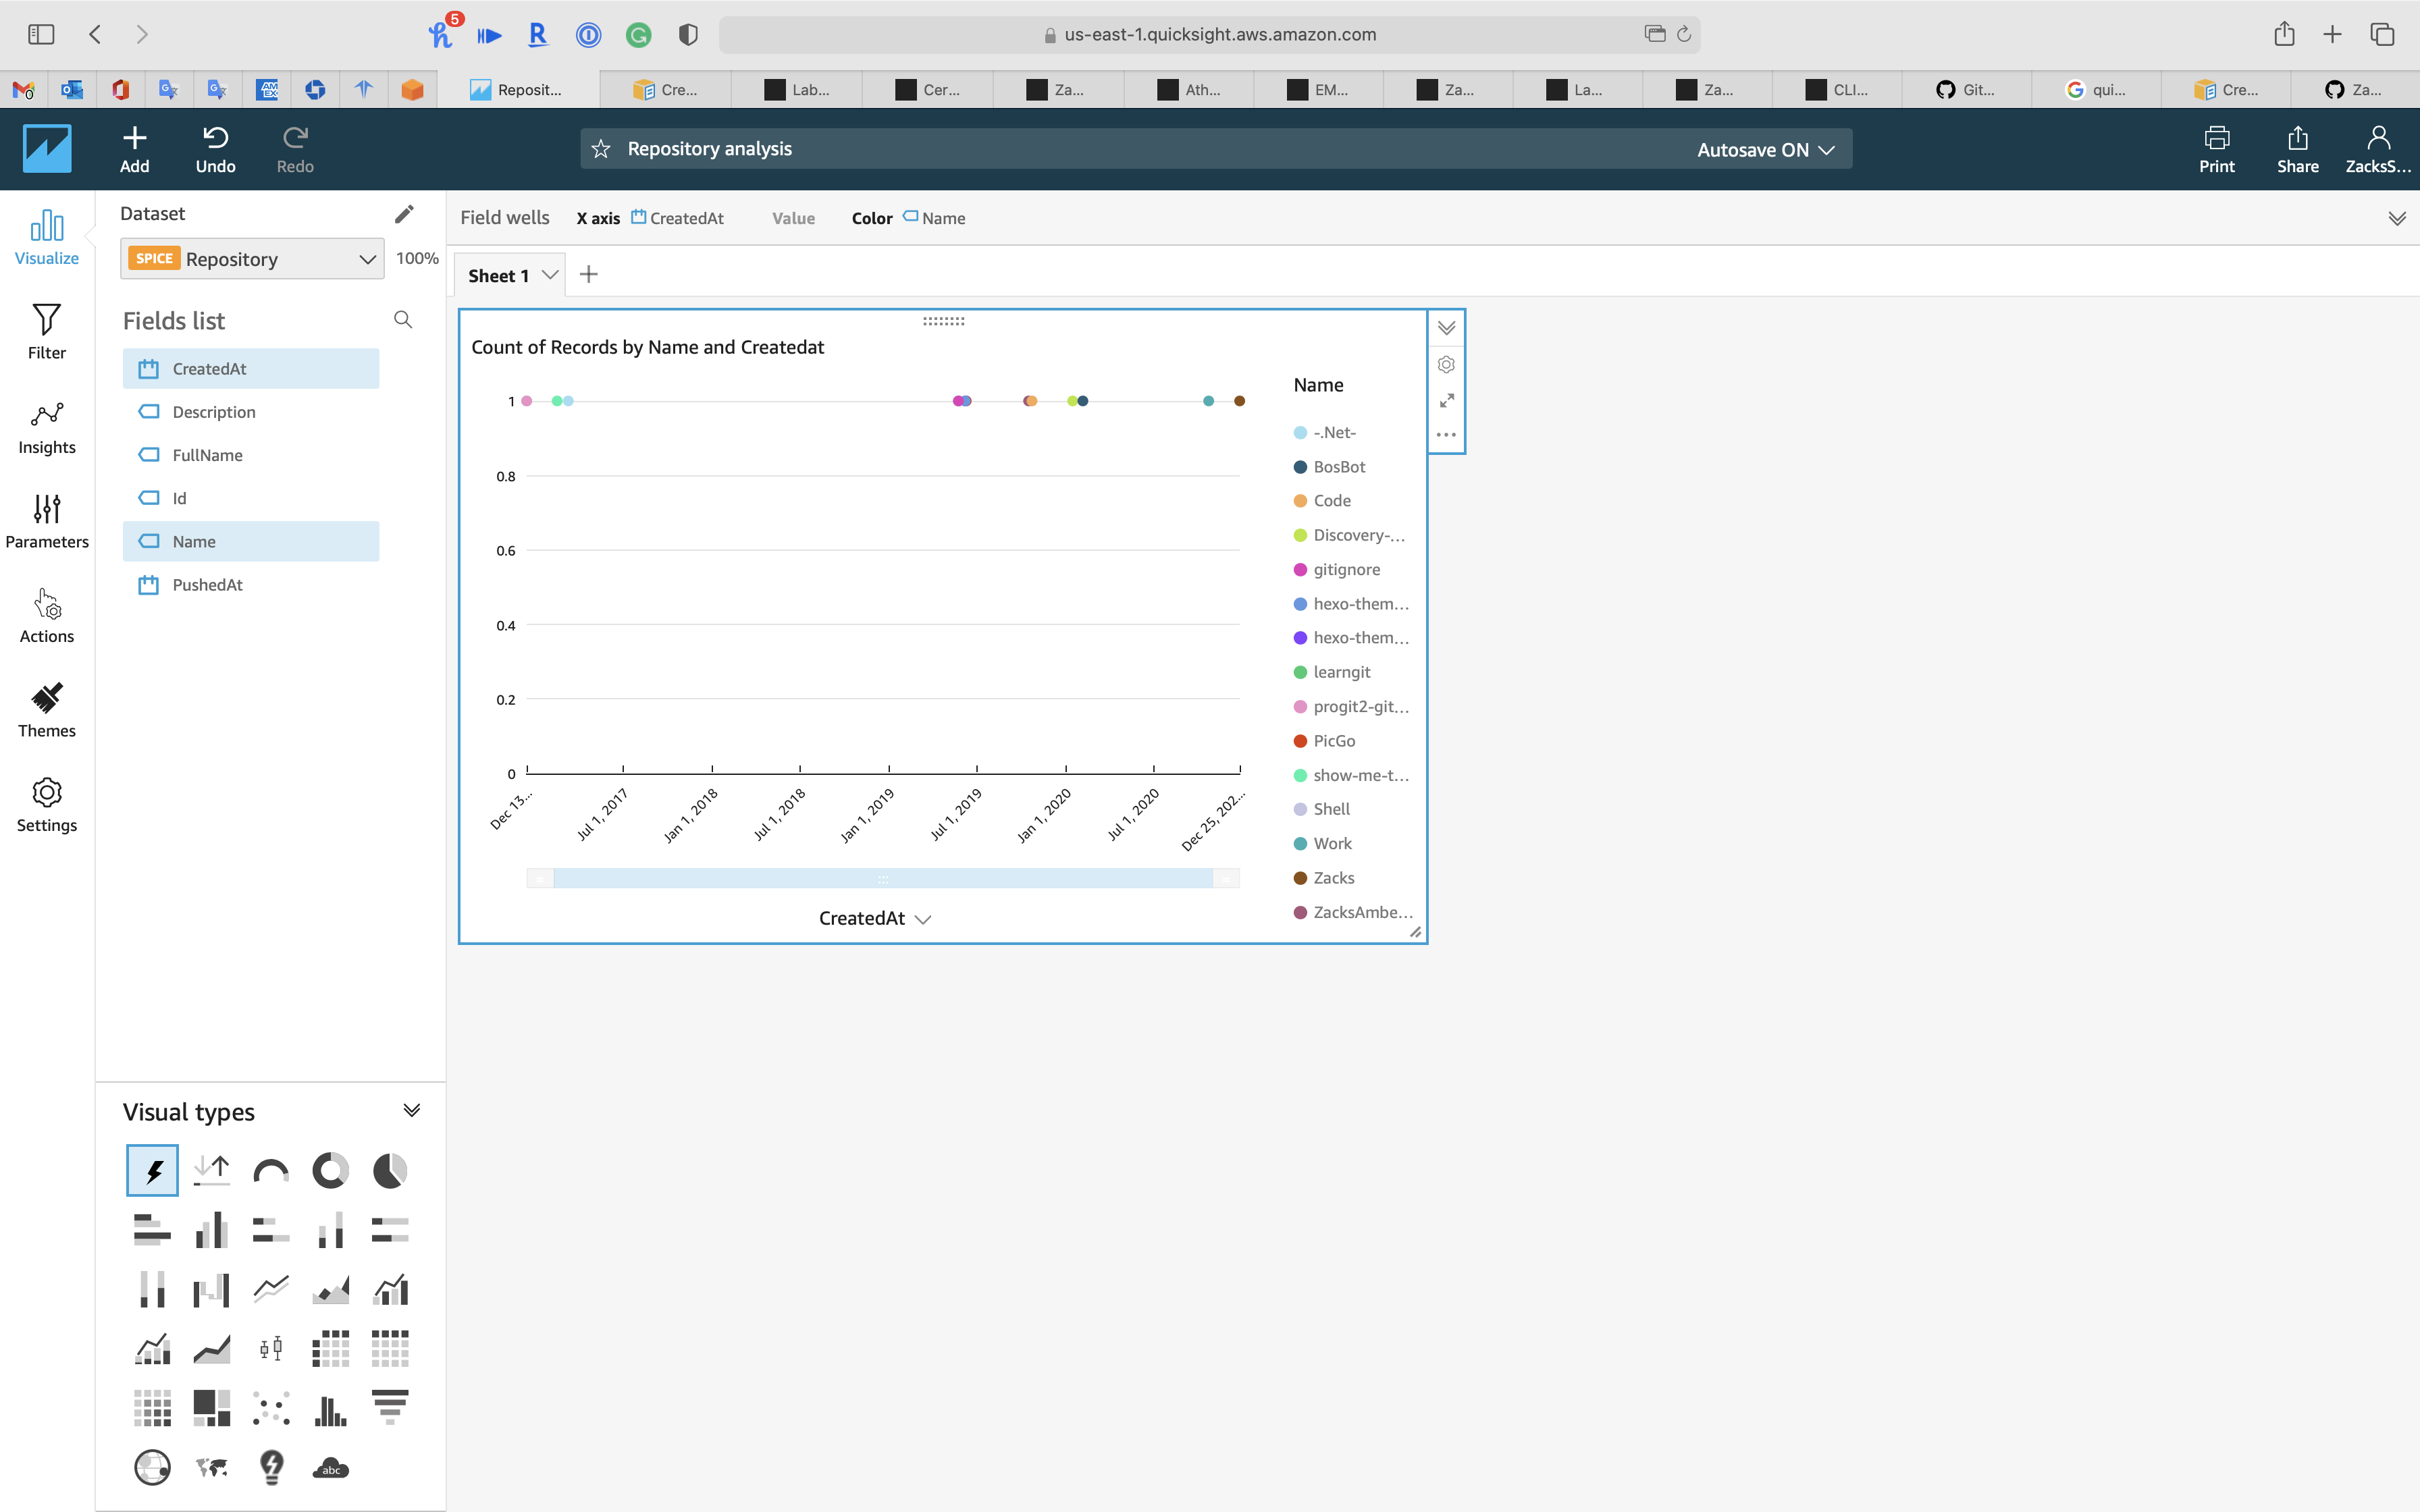 5
us-east-1.quicksight.aws.amazon.com
0
AM
EX
Reposit...
Cre...
Lab...
Cer...
Za...
Ath...
EM...
Za...
La...
Za...
CLI...
Git...
qui...
Cre...
Za...
Add
Undo
Redo
Repository analysis
Autosave ON
Print
Share
ZacksS...
Visualize
Filter
Insights
Parameters
Actions
Themes
Settings
Dataset
SPICE Repository
100%
Fields list
CreatedAt
Description
FullName
Id
Name
PushedAt
Field wells X axis CreatedAt Value Color Name
Sheet 1
Count of Records by Name and Createdat
1
0.8
0.6
0.4
0.2
0
Dec 13...
Jul 1, 2017
Jan 1, 2018
Jul 1, 2018
Jan 1, 2019
Jul 1, 2019
Jan 1, 2020
Jul 1, 2020
Dec 25, 202...
CreatedAt
Name
-.Net-
BosBot
Code
Discovery-...
gitignore
hexo-them...
hexo-them...
learngit
progit2-git...
PicGo
show-me-t...
Shell
Work
Zacks
ZacksAmbe...
Visual types
abc